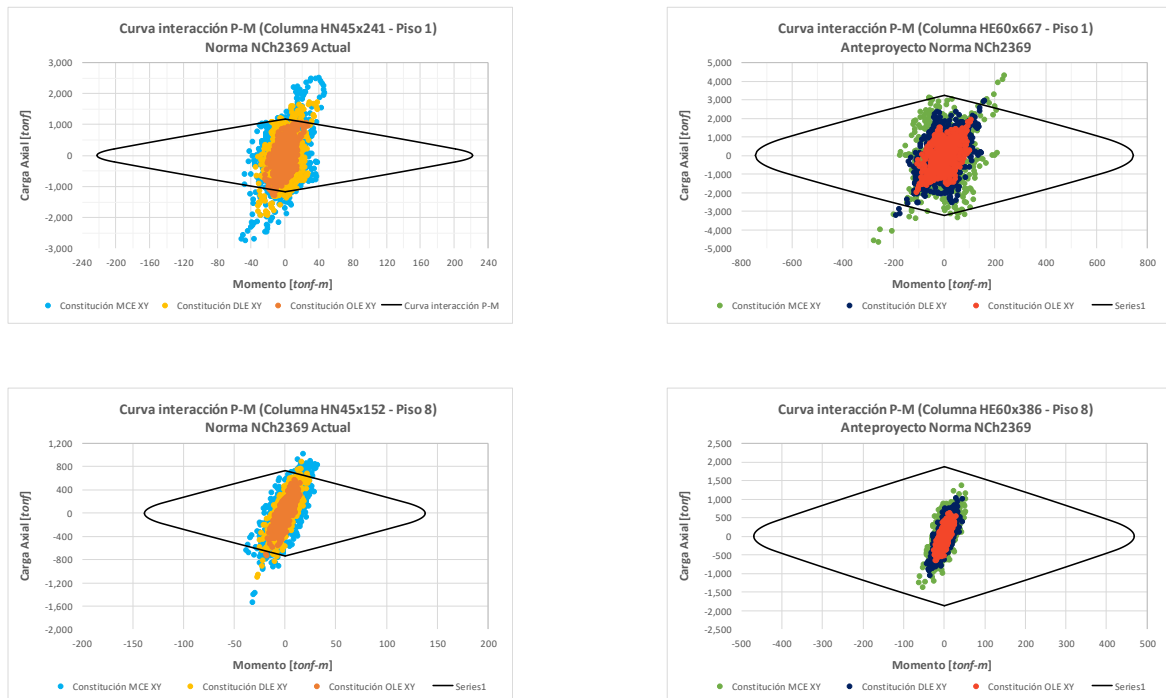 Curva interacción P-M (Columna HN45x241 - Piso 1)
Norma NCh2369 Actual
Carga Axial [tonf]
3,000
2,000
1,000
0
-1,000
-2,000
-3,000
-240 -200 -160 -120 -80 -40 0 40 80 120 160 200 240
Momento [tonf-m]
Constitución MCE XY Constitución DLE XY Constitución OLE XY Curva interacción P-M
Curva interacción P-M (Columna HE60x667 - Piso 1)
Anteproyecto Norma NCh2369
Carga Axial [tonf]
5,000
4,000
3,000
2,000
1,000
0
-1,000
-2,000
-3,000
-4,000
-5,000
-800 -600 -400 -200 0 200 400 600 800
Momento [tonf-m]
Constitución MCE XY Constitución DLE XY Constitución OLE XY Series1
Curva interacción P-M (Columna HN45x152 - Piso 8)
Norma NCh2369 Actual
Carga Axial [tonf]
1,200
800
400
0
-400
-800
-1,200
-1,600
-2,000
-200 -150 -100 -50 0 50 100 150 200
Momento [tonf-m]
Constitución MCE XY Constitución DLE XY Constitución OLE XY Series1
Curva interacción P-M (Columna HE60x386 - Piso 8)
Anteproyecto Norma NCh2369
Carga Axial [tonf]
2,500
2,000
1,500
1,000
500
0
-500
-1,000
-1,500
-2,000
-2,500
-500 -400 -300 -200 -100 0 100 200 300 400 500
Momento [tonf-m]
Constitución MCE XY Constitución DLE XY Constitución OLE XY Series1